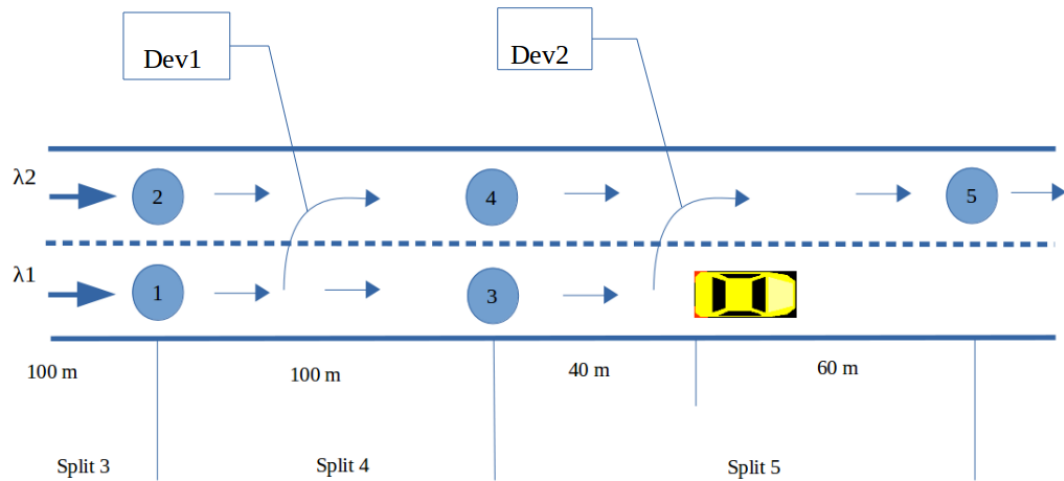 Dev1
Dev2
λ2
2
4
5
λ1
1
3
100 m
100 m
40 m
60 m
Split 3
Split 4
Split 5